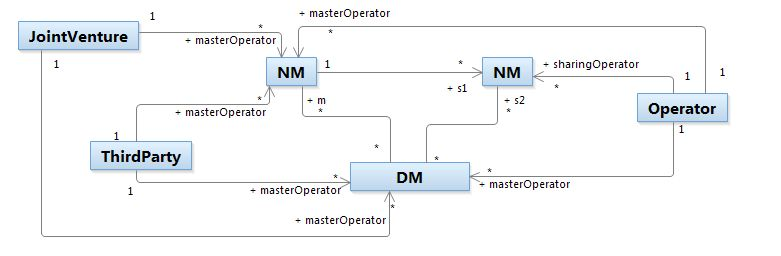 1
* + masterOperator
JointVenture
+ masterOperator
*
*
1
NM
1
*
NM
+ sharingOperator
*
1
1
+ s1
+ m
*
+ s2
*
Operator
*
+ masterOperator
1
1
ThirdParty
*
*
1
+ masterOperator
*
DM
*
+ masterOperator
+ masterOperator
*